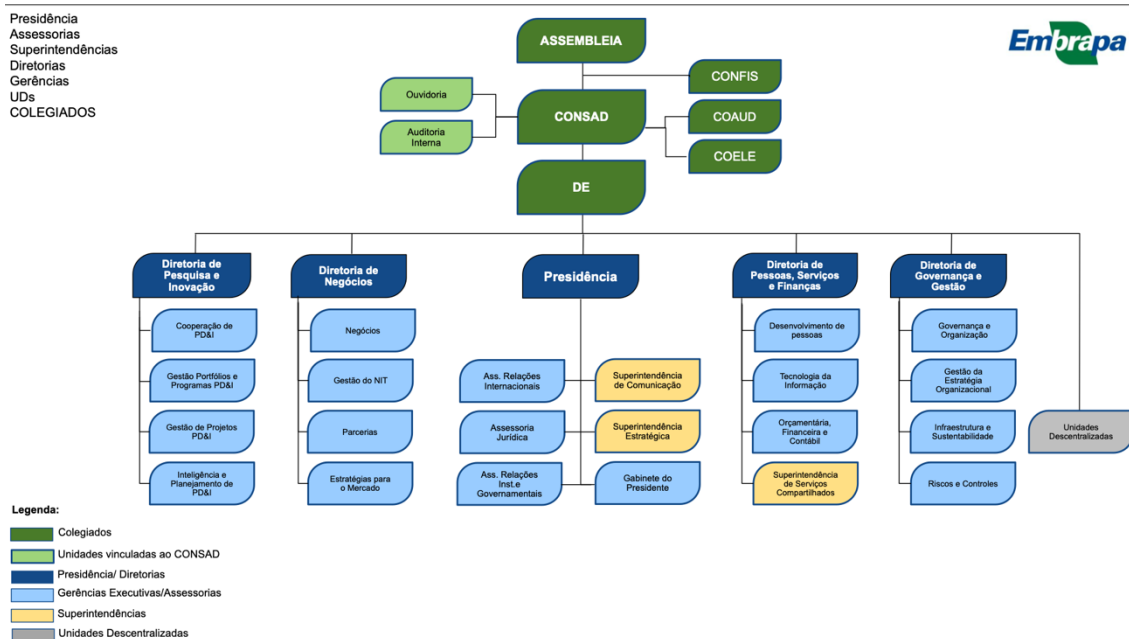 Presidência
Assessorias
Superintendências
Diretorias
Gerências
UDs
COLEGIADOS
Embrapa
ASSEMBLEIA
CONFIS
Ouvidoria
CONSAD
COAUD
Auditoria
Interna
COELE
DE
Diretoria de
Pesquisa e
Inovação
Diretoria de
Negócios
Presidência
Diretoria de
Pessoas, Serviços
e Finanças
Diretoria de
Governança e
Gestão
Cooperação de
PD&I
Gestão Portfólios e
Programas PD&I
Gestão de Projetos
PD&I
Inteligência e
Planejamento de
PD&I
Negócios
Gestão do NIT
Parcerias
Estratégias para
o Mercado
Ass. Relações
Internacionais
Superintendência
de Comunicação
Assessoria
Jurídica
Superintendência
Estratégica
Ass. Relações
Inst.e
Governamentais
Gabinete do
Presidente
Desenvolvimento de
pessoas
Tecnologia da
Informação
Orçamentária,
Financeira e
Contábil
Superintendência
de Serviços
Compartilhados
Governança e
Organização
Gestão da
Estratégia
Organizacional
Infraestrutura e
Sustentabilidade
Riscos e Controles
Unidades
Descentralizadas
Legenda:
Colegiados
Unidades vinculadas ao CONSAD
Presidência/ Diretorias
Gerências Executivas/Assessorias
Superintendências
Unidades Descentralizadas